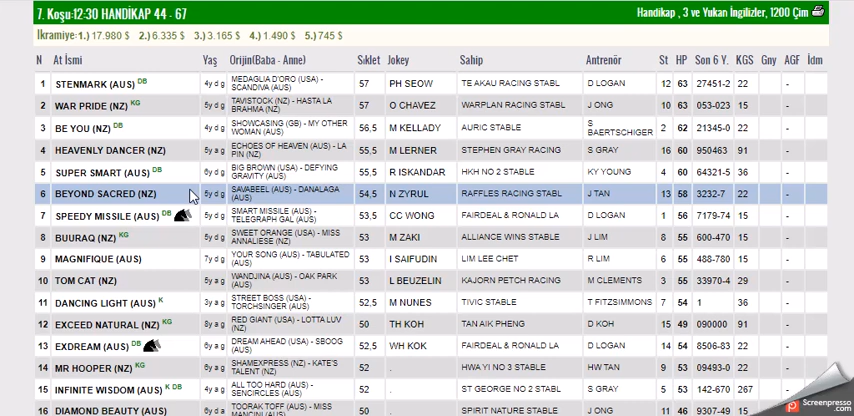 7. Koşu:12:30 HANDİKAP 44 - 67 Handikap , 3 ve Yukarı İngilizler, 1200 Çim
İkramiye:1.) 17.980 $ 2.) 6.335 $ 3.) 3.165 $ 4.) 1.490 $ 5.) 745 $
N At İsmi Yaş Orijin(Baba - Anne) Sıklet Jokey Sahip Antrenör St HP Son 6 Y. KGS Gny AGF İdm
1 STENMARK (AUS) DB 4y d g MEDAGLIA D'ORO (USA) - SCANDIVA (AUS) 57 PH SEOW TE AKAU RACING STABL D LOGAN 12 63 27451-2 22 -
2 WAR PRIDE (NZ) KG 5y d g TAVISTOCK (NZ) - HASTA LA BRAHMA (NZ) 57 O CHAVEZ WARPLAN RACING STABL J ONG 10 63 053-023 15 -
3 BE YOU (NZ) DB 4y d g SHOWCASING (GB) - MY OTHER WOMAN (AUS) 56,5 M KELLADY AURIC STABLE S BAERTSCHIGER 2 62 21345-0 22 -
4 HEAVENLY DANCER (NZ) 5y a g ECHOES OF HEAVEN (AUS) - LA PIN (NZ) 55,5 M LERNER STEPHEN GRAY RACING S GRAY 16 60 950463 91 -
5 SUPER SMART (AUS) DB 6y d g BIG BROWN (USA) - DEFYING GRAVITY (AUS) 55,5 R ISKANDAR HKH NO 2 STABLE KY YOUNG 4 60 64321-5 36 -
6 BEYOND SACRED (NZ) 5y d g SAVABEEL (AUS) - DANALAGA (AUS) 54,5 N ZYRUL RAFFLES RACING STABL J TAN 13 58 3232-7 22 -
7 SPEEDY MISSILE (AUS) DB 5y d g SMART MISSILE (AUS) - TELEGRAPH GAL (AUS) 53,5 CC WONG FAIRDEAL & RONALD LA D LOGAN 1 56 7179-74 15 -
8 BUURAQ (NZ) KG 5y d g SWEET ORANGE (USA) - MISS ANNALIESE (NZ) 53 M ZAKI ALLIANCE WINS STABLE J LIM 8 55 600-470 15 -
9 MAGNIFIQUE (AUS) 7y d g YOUR SONG (AUS) - TABULATED (AUS) 53 I SAIFUDIN LIM LEE CHET R LIM 6 55 488-780 15 -
10 TOM CAT (NZ) 5y a g WANDJINA (AUS) - OAK PARK (AUS) 53 L BEUZELIN KAJORN PETCH RACING M CLEMENTS 3 55 33970-4 29 -
11 DANCING LIGHT (AUS) K 3y a g STREET BOSS (USA) - TORCHSINGER (AUS) 52,5 M NUNES TIVIC STABLE T FITZSIMMONS 7 54 1 36 -
12 EXCEED NATURAL (NZ) KG 8y a g RED GIANT (USA) - LOTTA LUV (NZ) 50 TH KOH TAN AIK PHENG D KOH 15 49 090000 91 -
13 EXDREAM (AUS) DB 6y a g DREAM AHEAD (USA) - SBOOG (AUS) 52,5 WH KOK FAIRDEAL & RONALD LA D LOGAN 14 54 8506-83 22 -
14 MR HOOPER (NZ) KG 6y a g SHAMEXPRESS (NZ) - KATE'S TALENT (NZ) 52 . HWA YI NO 3 STABLE HW TAN 9 53 09493-0 22 -
15 INFINITE WISDOM (AUS) K DB 4y a g ALL TOO HARD (AUS) - SENCIRCLES (AUS) 52 . ST GEORGE NO 2 STABL S GRAY 5 53 142-670 267 -
16 DIAMOND BEAUTY (AUS) 6y d a TOORAK TOFF (AUS) - MISS 50 SPIRIT NATURE STABLE J ONG 11 46 9307-49 15 -
Screenpresso